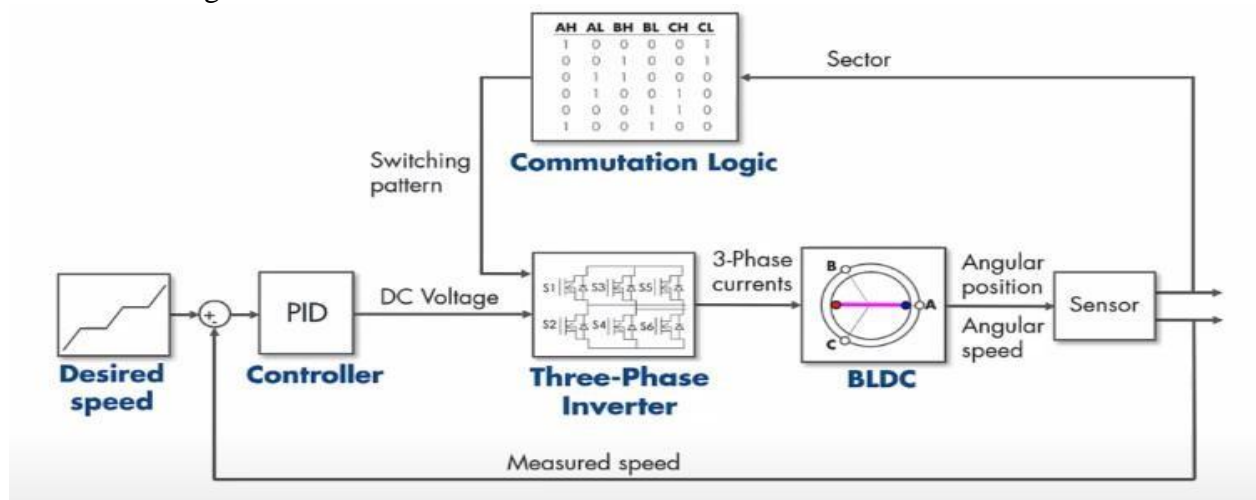 AH AL BH BL CH CL
1 0 0 0 0 1
0 0 1 0 0 1
0 1 1 0 0 0
0 1 0 0 1 0
0 0 0 1 1 0
1 0 0 1 0 0
Commutation Logic
Sector
Switching
pattern
Desired
speed
+
-
PID
Controller
DC Voltage
S1 S3 S5
S2 S4 S6
Three-Phase
Inverter
3-Phase
currents
B
A
C
BLDC
Angular
position
Angular
speed
Sensor
Measured speed